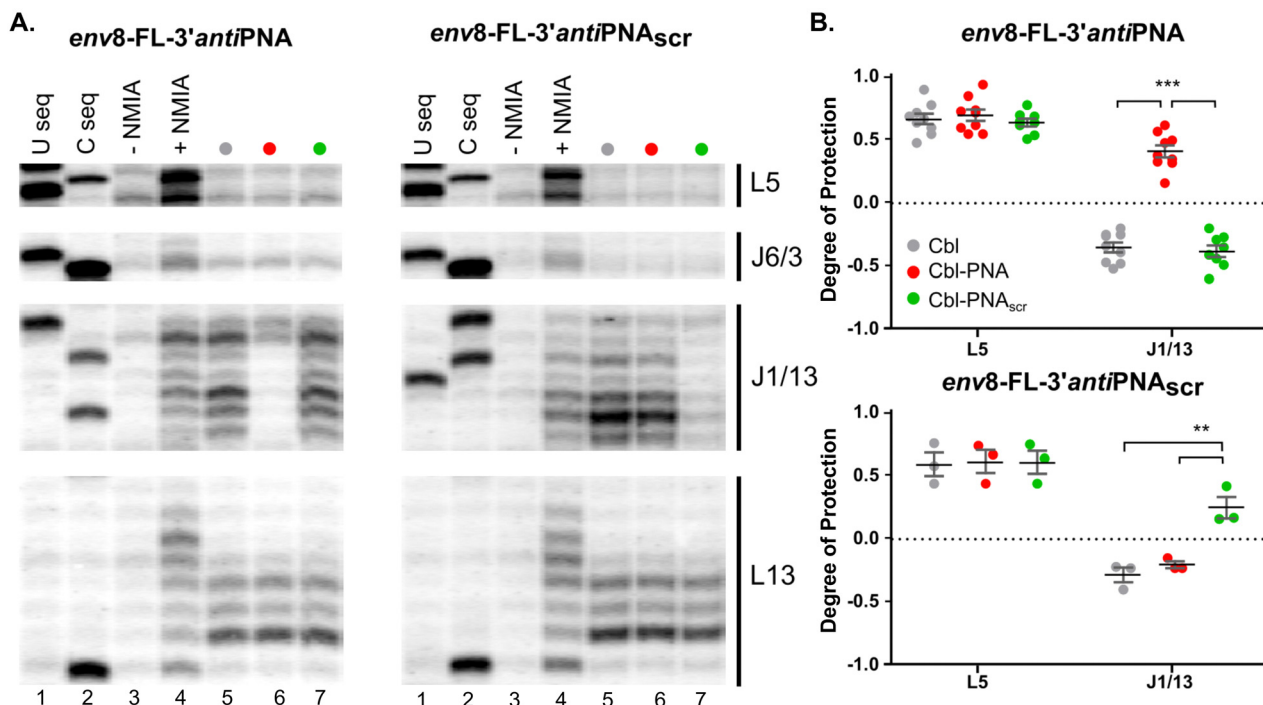 A.
env8-FL-3'antiPNA
env8-FL-3'antiPNAscr
U seq
C seq
- NMIA
+ NMIA
U seq
C seq
- NMIA
+ NMIA
L5
J6/3
J1/13
L13
1 2 3 4 5 6 7
1 2 3 4 5 6 7
B.
env8-FL-3'antiPNA
Degree of Protection
1.0
0.5
0.0
-0.5
-1.0
***
Cbl
Cbl-PNA
Cbl-PNAscr
L5 J1/13
env8-FL-3'antiPNAscr
Degree of Protection
1.0
0.5
0.0
-0.5
-1.0
**
L5 J1/13